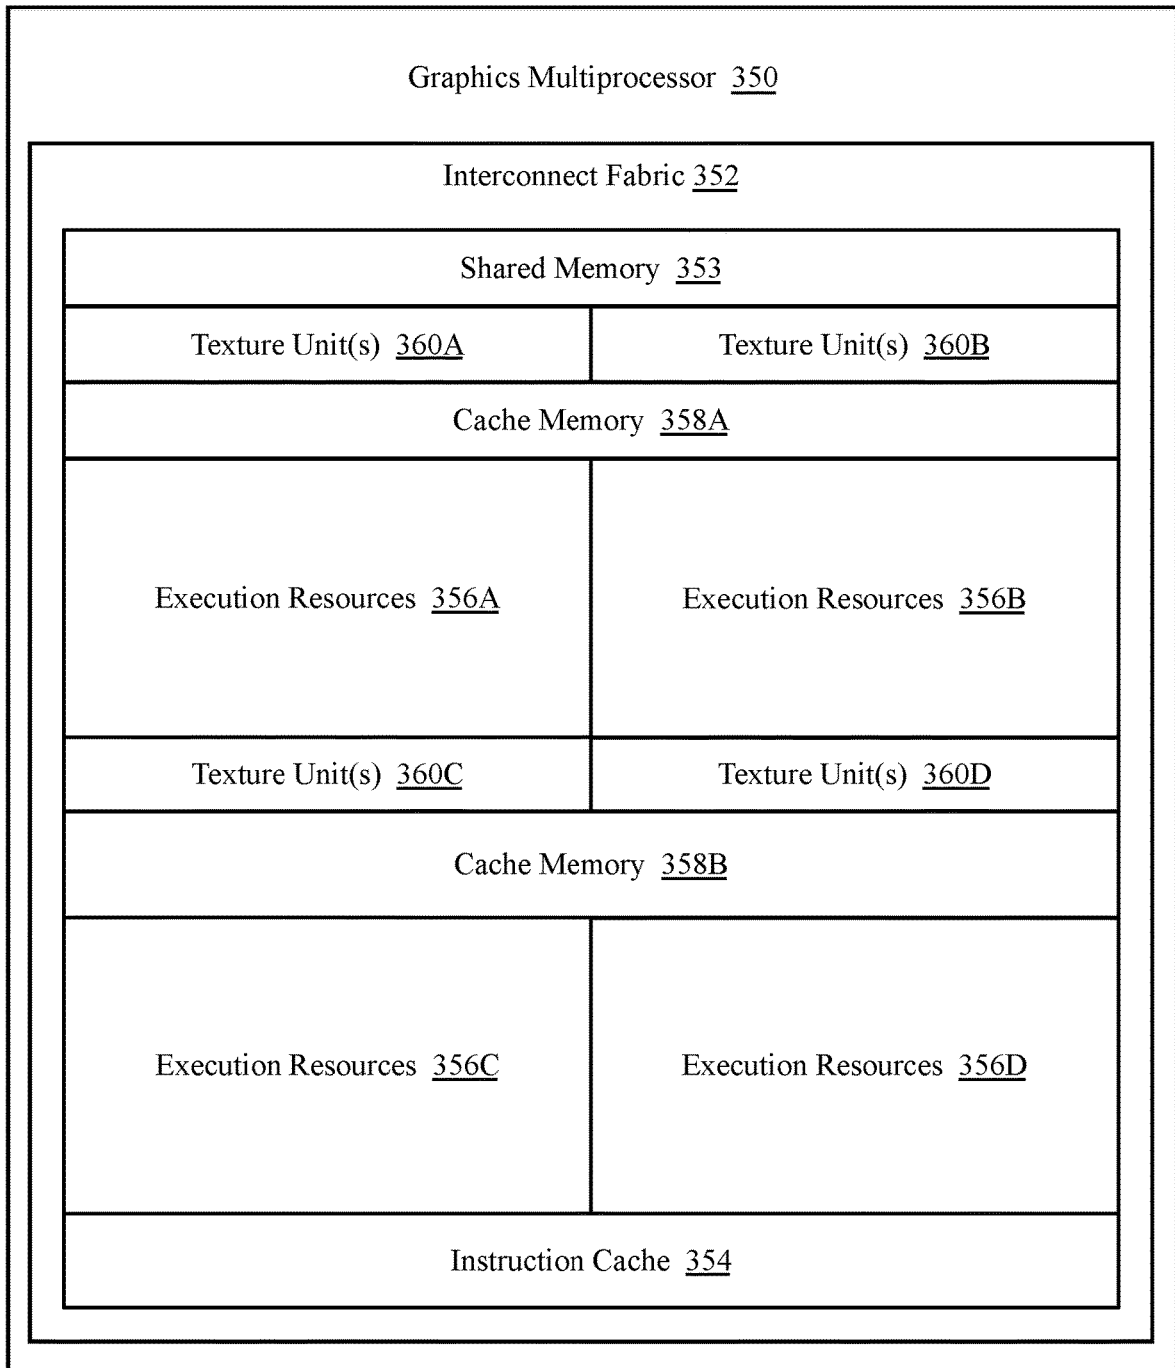 Graphics Multiprocessor 350
Interconnect Fabric 352
Shared Memory 353
Texture Unit(s) 360A
Texture Unit(s) 360B
Cache Memory 358A
Execution Resources 356A
Execution Resources 356B
Texture Unit(s) 360C
Texture Unit(s) 360D
Cache Memory 358B
Execution Resources 356C
Execution Resources 356D
Instruction Cache 354